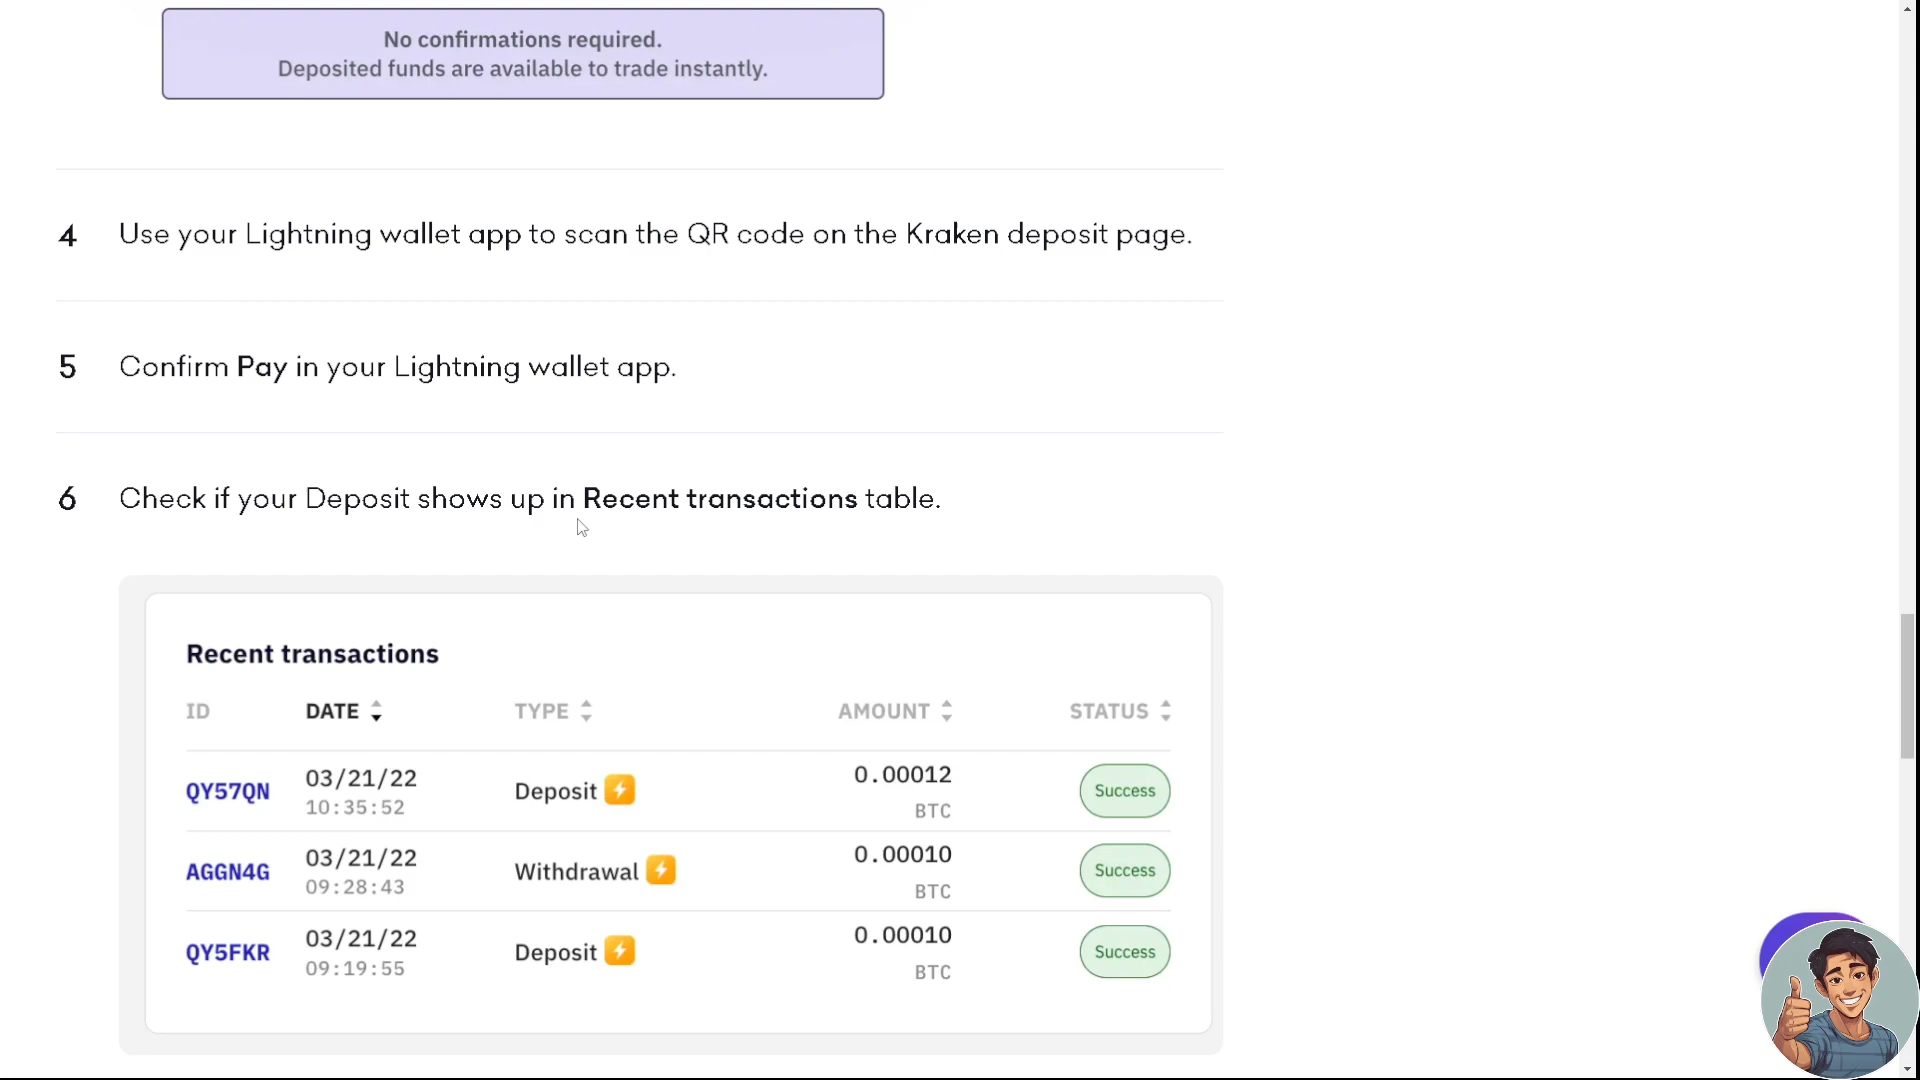 No confirmations required.
Deposited funds are available to trade instantly.
4 Use your Lightning wallet app to scan the QR code on the Kraken deposit page.
5 Confirm Pay in your Lightning wallet app.
6 Check if your Deposit shows up in Recent transactions table.
Recent transactions
ID DATE TYPE AMOUNT STATUS
QY57QN 03/21/22 10:35:52 Deposit 0.00012 BTC Success
AGGN4G 03/21/22 09:28:43 Withdrawal 0.00010 BTC Success
QY5FKR 03/21/22 09:19:55 Deposit 0.00010 BTC Success